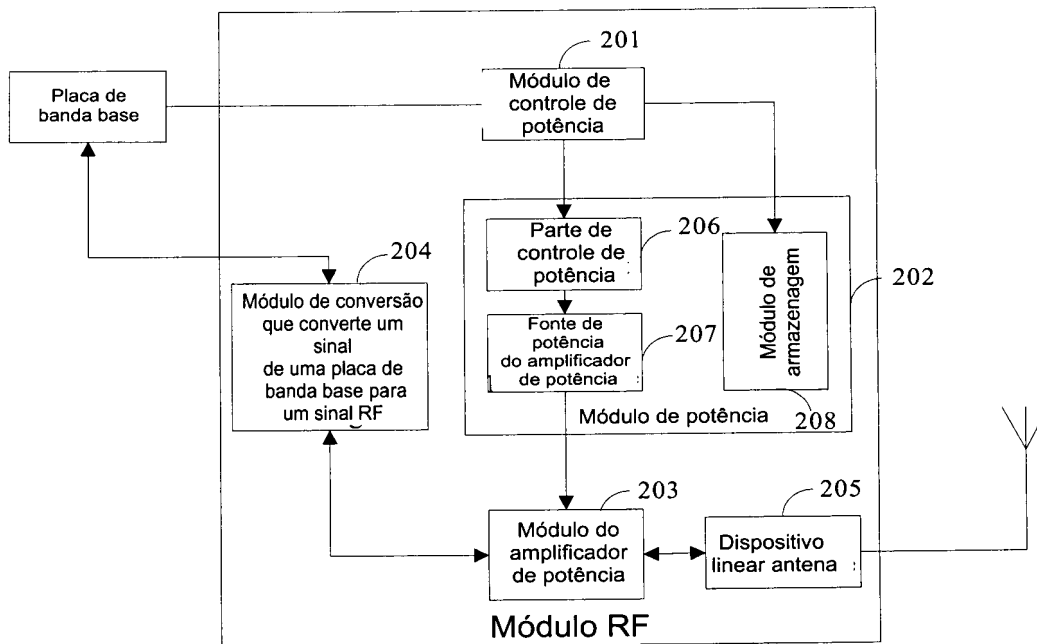 201
Placa de
banda base
Módulo de
controle de
potência
Parte de
controle de
potência
206
Módulo de
armazenagem
202
204
Módulo de conversão
que converte um
sinal
de uma placa de
banda base para
um sinal RF
Fonte de
potência
do amplificador
de potência
207
Módulo de potência
208
203
205
Módulo do
amplificador
de potência
Dispositivo
linear antena
Módulo RF